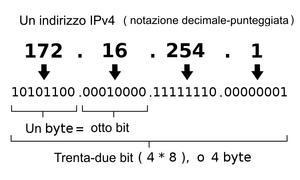 Un indirizzo IPv4 ( notazione decimale-punteggiata)
172 . 16 . 254 . 1
10101100 .00010000 .11111110 .00000001
Un byte = otto bit
Trenta-due bit ( 4 * 8 ), o 4 byte